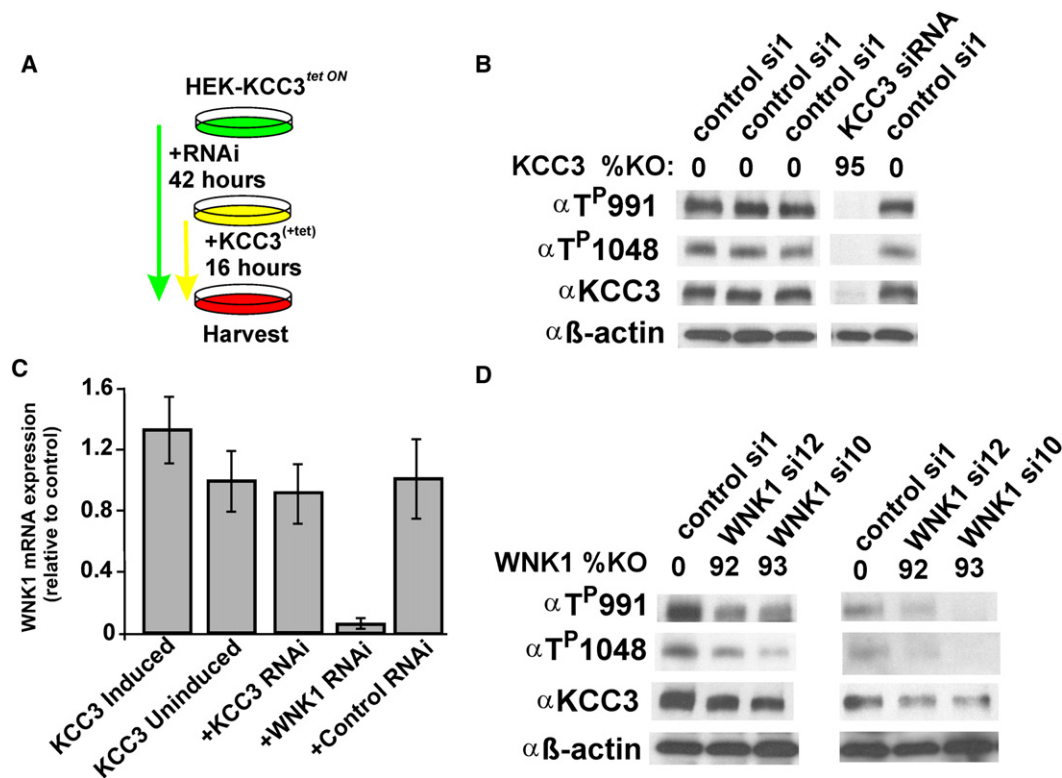 A
HEK-KCC3tet ON
+RNAi
42 hours
+KCC3(+tet)
16 hours
Harvest
B
control si1
control si1
control si1
KCC3 siRNA
control si1
KCC3 %KO: 0 0 0 95 0
αTP991
αTP1048
αKCC3
αß-actin
C
WNK1 mRNA expression
(relative to control)
1.6
1.2
0.8
0.4
0
KCC3 Induced
KCC3 Uninduced
+KCC3 RNAi
+WNK1 RNAi
+Control RNAi
D
control si1
WNK1 si12
WNK1 si10
control si1
WNK1 si12
WNK1 si10
WNK1 %KO 0 92 93 0 92 93
αTP991
αTP1048
αKCC3
αß-actin